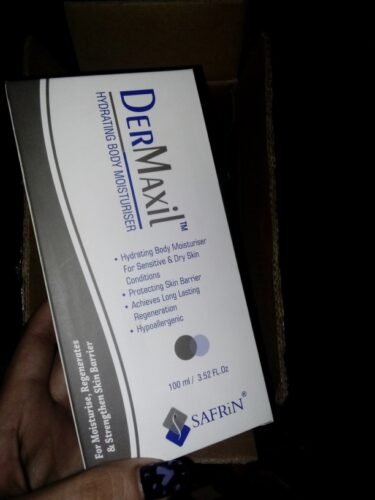 DERMAXiL™
HYDRATING BODY MOISTURISER
• Hydrating Body Moisturiser
For Sensitive & Dry Skin
Conditions
• Protecting Skin Barrier
• Achieves Long Lasting
Regeneration
• Hypoallergenic
100 ml / 3.52 FL.Oz
SAFRiN®
For Moisturise, Regenerates
& Strengthen Skin Barrier